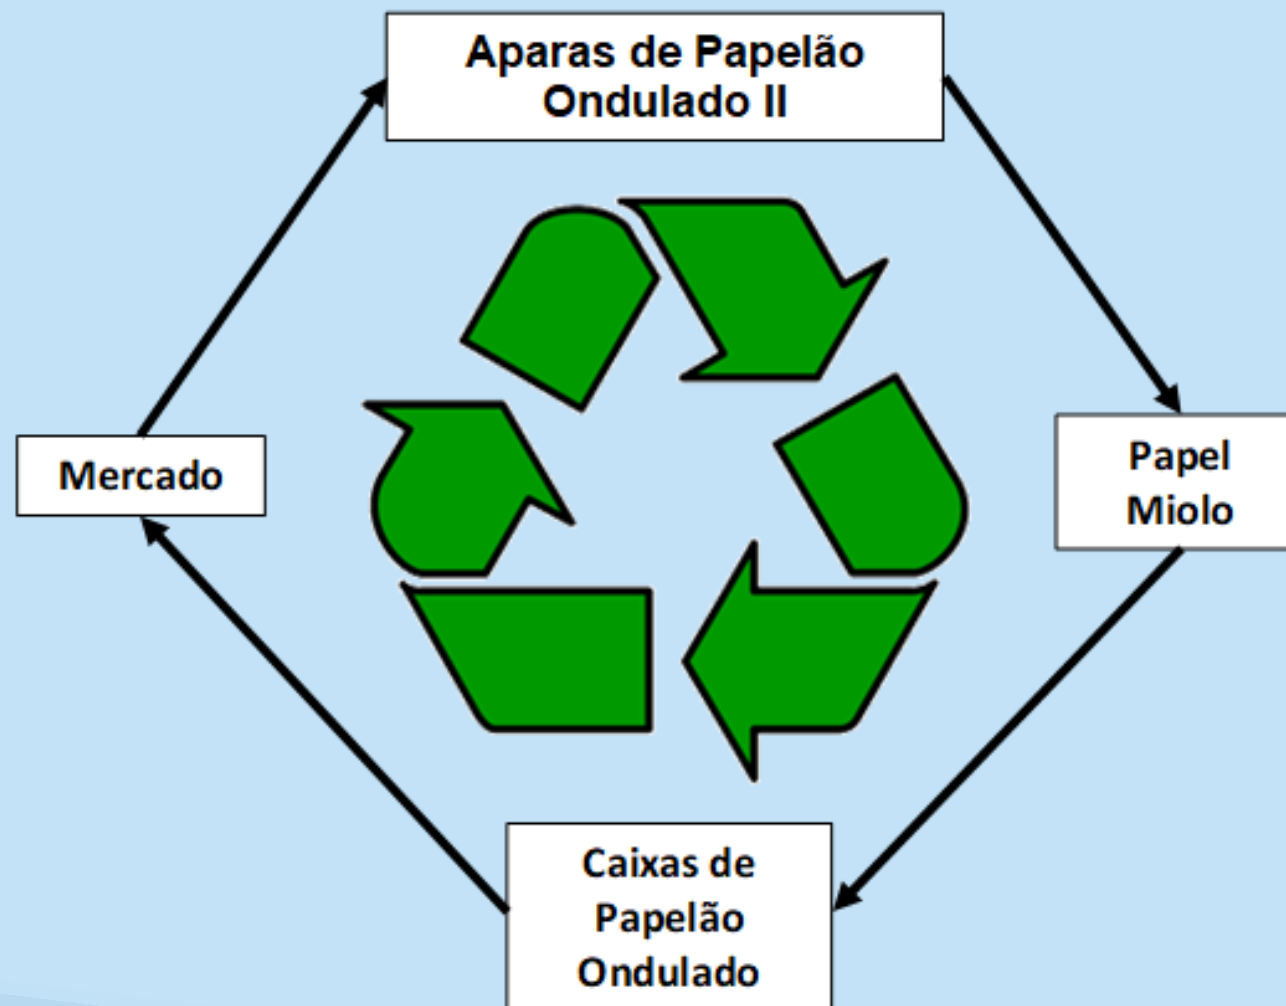 Aparas de Papelão
Ondulado II
Mercado
Papel
Miolo
Caixas de
Papelão
Ondulado